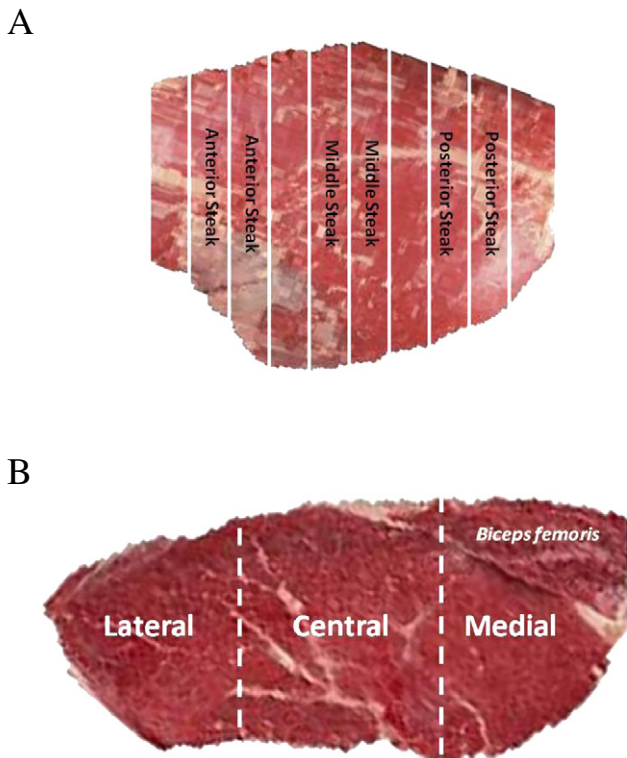 A
Anterior Steak
Anterior Steak
Middle Steak
Middle Steak
Posterior Steak
Posterior Steak
B
Biceps femoris
Lateral
Central
Medial